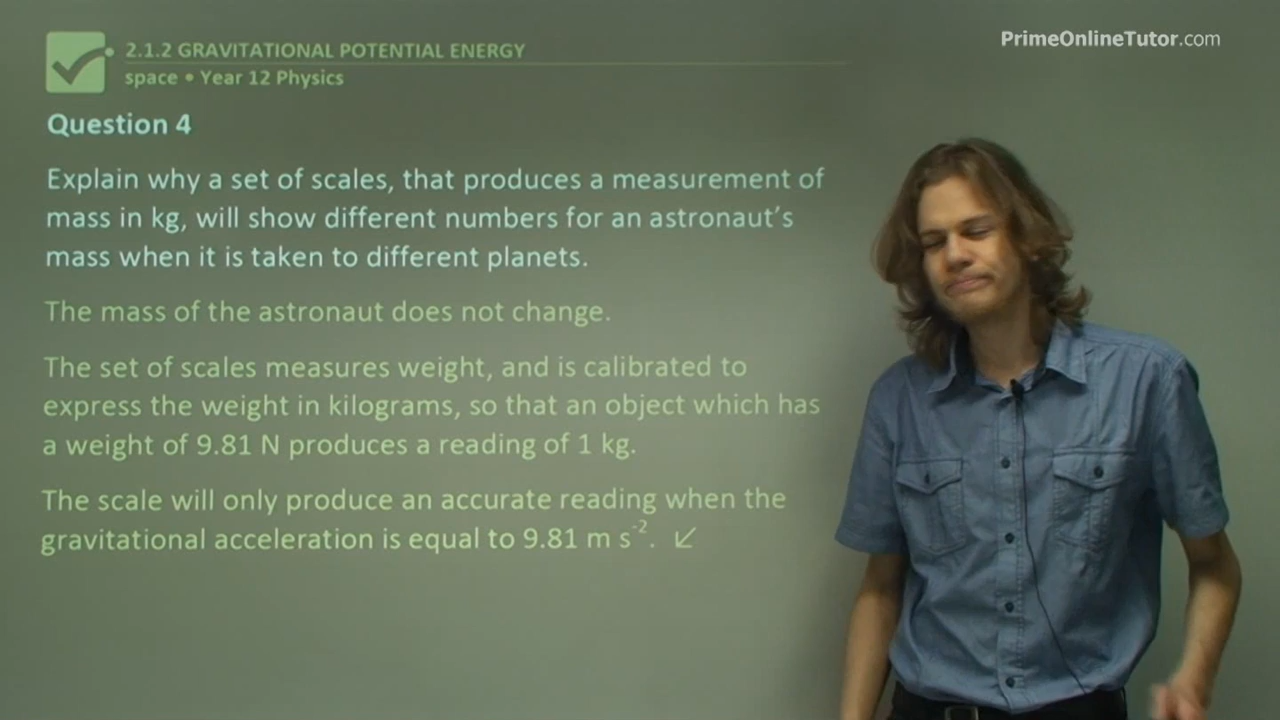 PrimeOnlineTutor.com
2.1.2 GRAVITATIONAL POTENTIAL ENERGY
space • Year 12 Physics
Question 4
Explain why a set of scales, that produces a measurement of
mass in kg, will show different numbers for an astronaut's
mass when it is taken to different planets.
The mass of the astronaut does not change.
The set of scales measures weight, and is calibrated to
express the weight in kilograms, so that an object which has
a weight of 9.81 N produces a reading of 1 kg.
The scale will only produce an accurate reading when the
gravitational acceleration is equal to 9.81 m s⁻². ↙